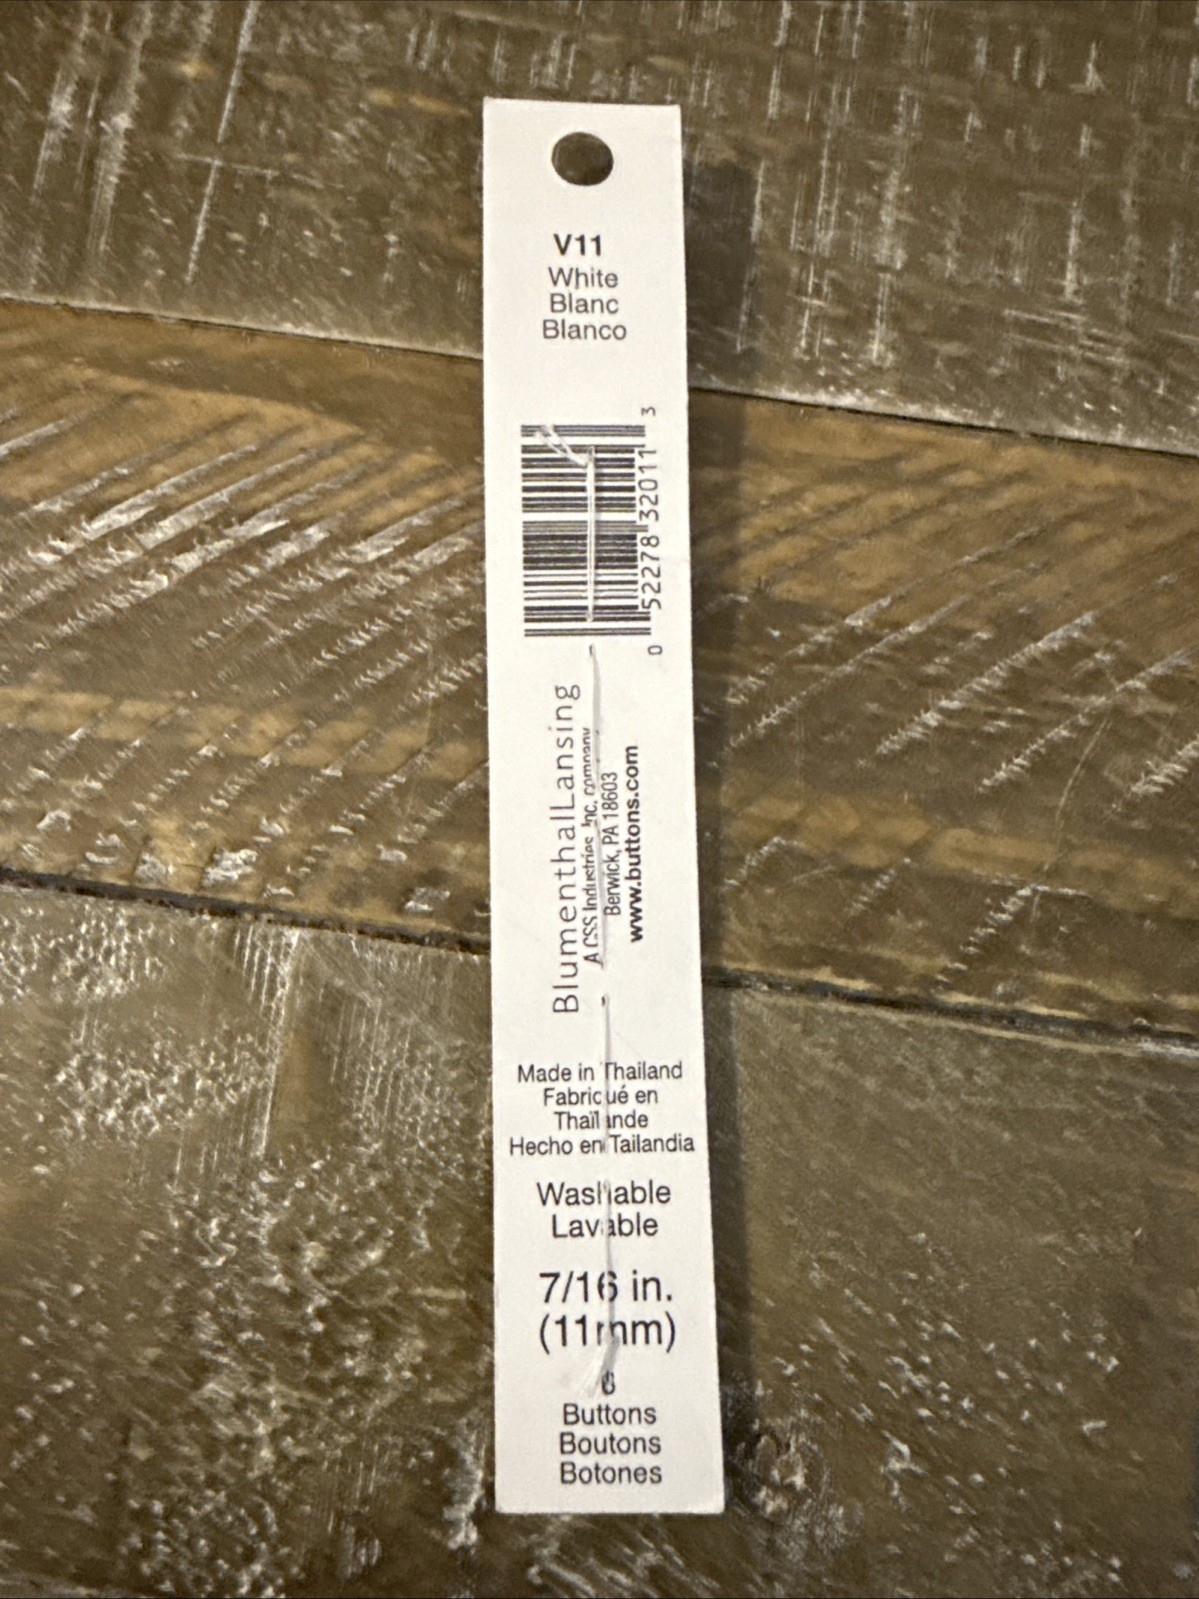 V11
White
Blanc
Blanco
0 52278 32011 3
BlumenthalLansing
A CSS Industries, Inc. company
Berwick, PA 18603
www.buttons.com
Made in Thailand
Fabriqué en
Thaïlande
Hecho en Tailandia
Washable
Lavable
7/16 in.
(11mm)
Buttons
Boutons
Botones